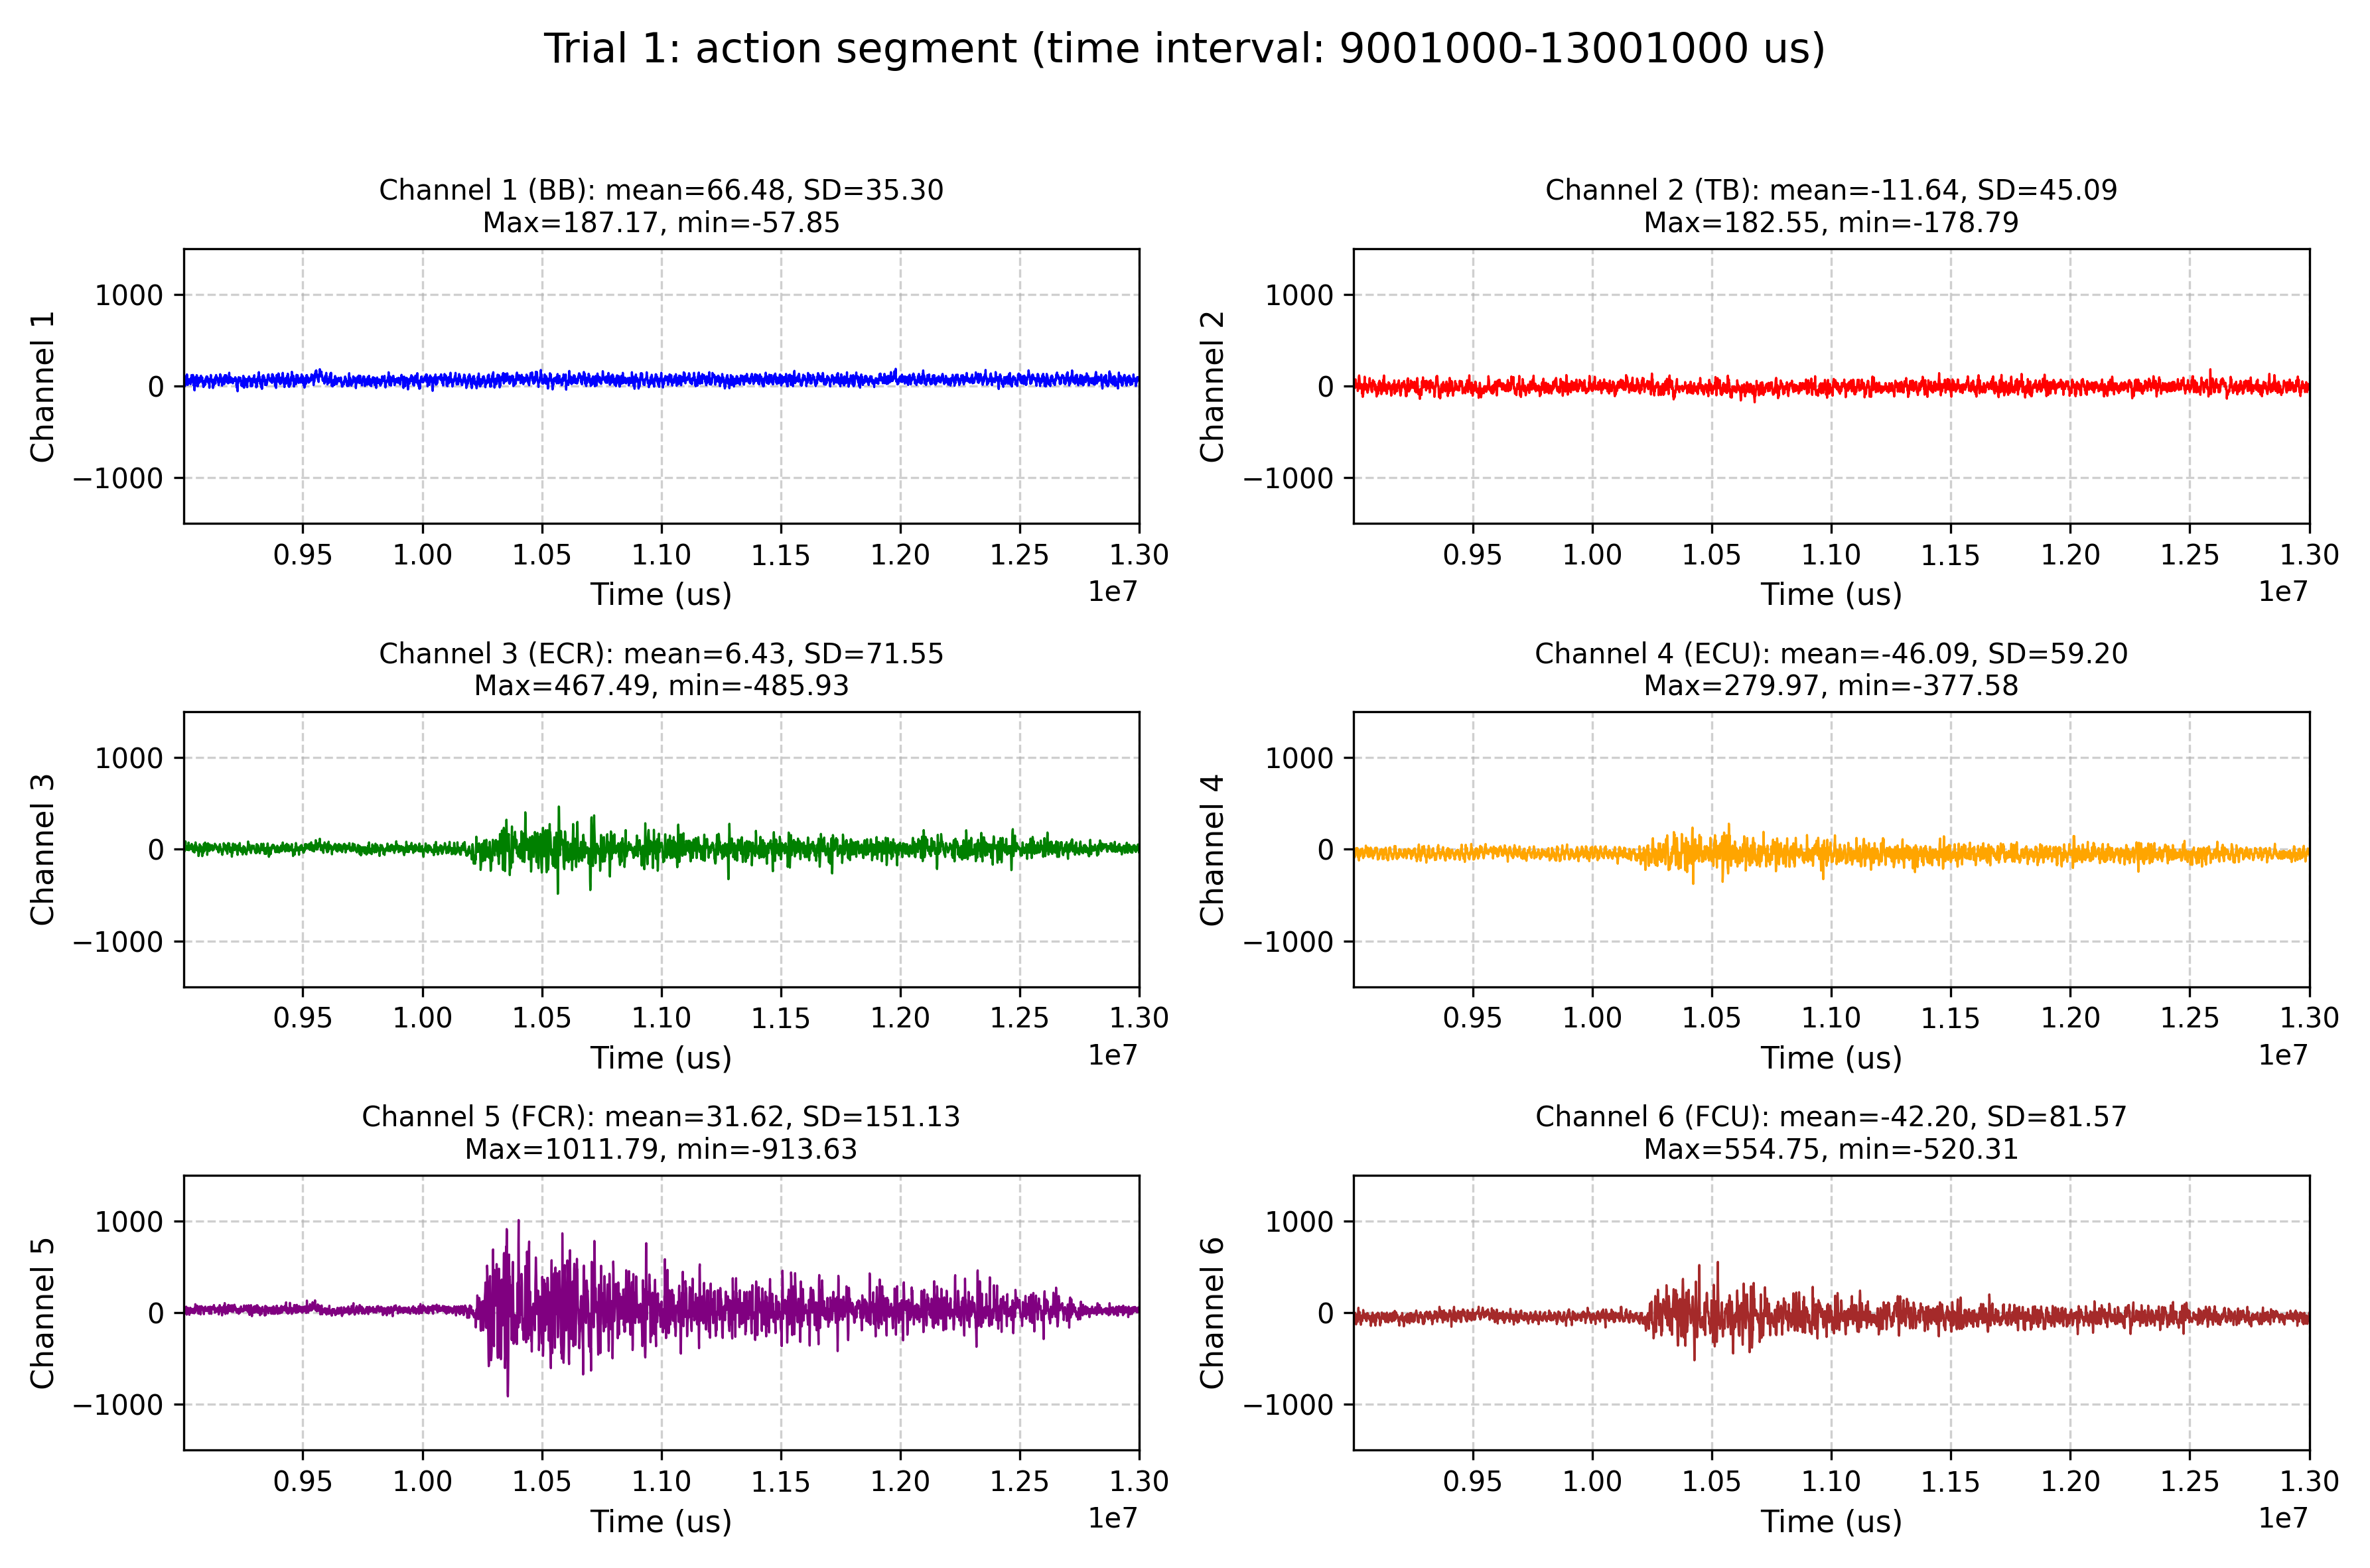 Trial 1: action segment (time interval: 9001000-13001000 us)
Channel 1 (BB): mean=66.48, SD=35.30
Max=187.17, min=-57.85
Channel 1
1000
0
−1000
0.95 1.00 1.05 1.10 1.15 1.20 1.25 1.30
Time (us)
1e7
Channel 2 (TB): mean=-11.64, SD=45.09
Max=182.55, min=-178.79
Channel 2
1000
0
−1000
0.95 1.00 1.05 1.10 1.15 1.20 1.25 1.30
Time (us)
1e7
Channel 3 (ECR): mean=6.43, SD=71.55
Max=467.49, min=-485.93
Channel 3
1000
0
−1000
0.95 1.00 1.05 1.10 1.15 1.20 1.25 1.30
Time (us)
1e7
Channel 4 (ECU): mean=-46.09, SD=59.20
Max=279.97, min=-377.58
Channel 4
1000
0
−1000
0.95 1.00 1.05 1.10 1.15 1.20 1.25 1.30
Time (us)
1e7
Channel 5 (FCR): mean=31.62, SD=151.13
Max=1011.79, min=-913.63
Channel 5
1000
0
−1000
0.95 1.00 1.05 1.10 1.15 1.20 1.25 1.30
Time (us)
1e7
Channel 6 (FCU): mean=-42.20, SD=81.57
Max=554.75, min=-520.31
Channel 6
1000
0
−1000
0.95 1.00 1.05 1.10 1.15 1.20 1.25 1.30
Time (us)
1e7